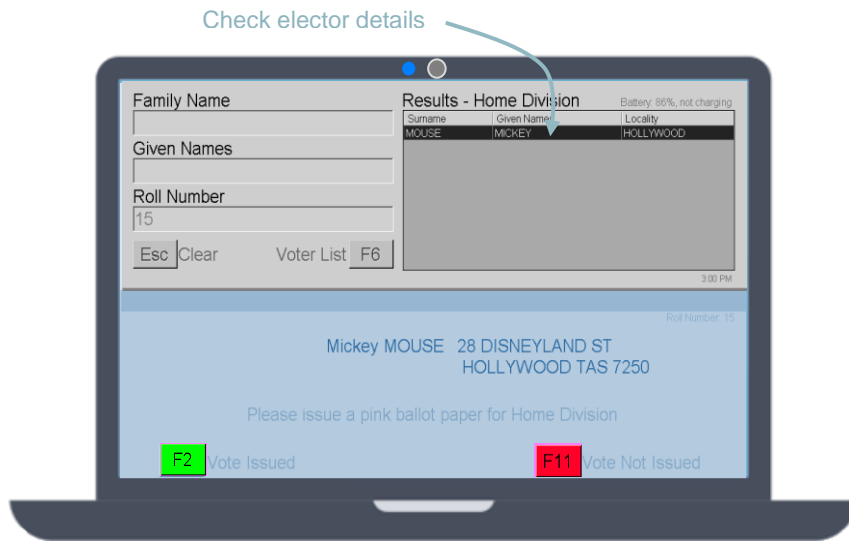 Check elector details
Family Name
Results - Home Division
Battery: 86%, not charging
Surname Given Names Locality
MOUSE MICKEY HOLLYWOOD
Given Names
Roll Number
15
Esc Clear Voter List F6
3:00 PM
Roll Number: 15
Mickey MOUSE 28 DISNEYLAND ST
HOLLYWOOD TAS 7250
Please issue a pink ballot paper for Home Division
F2 Vote Issued F11 Vote Not Issued